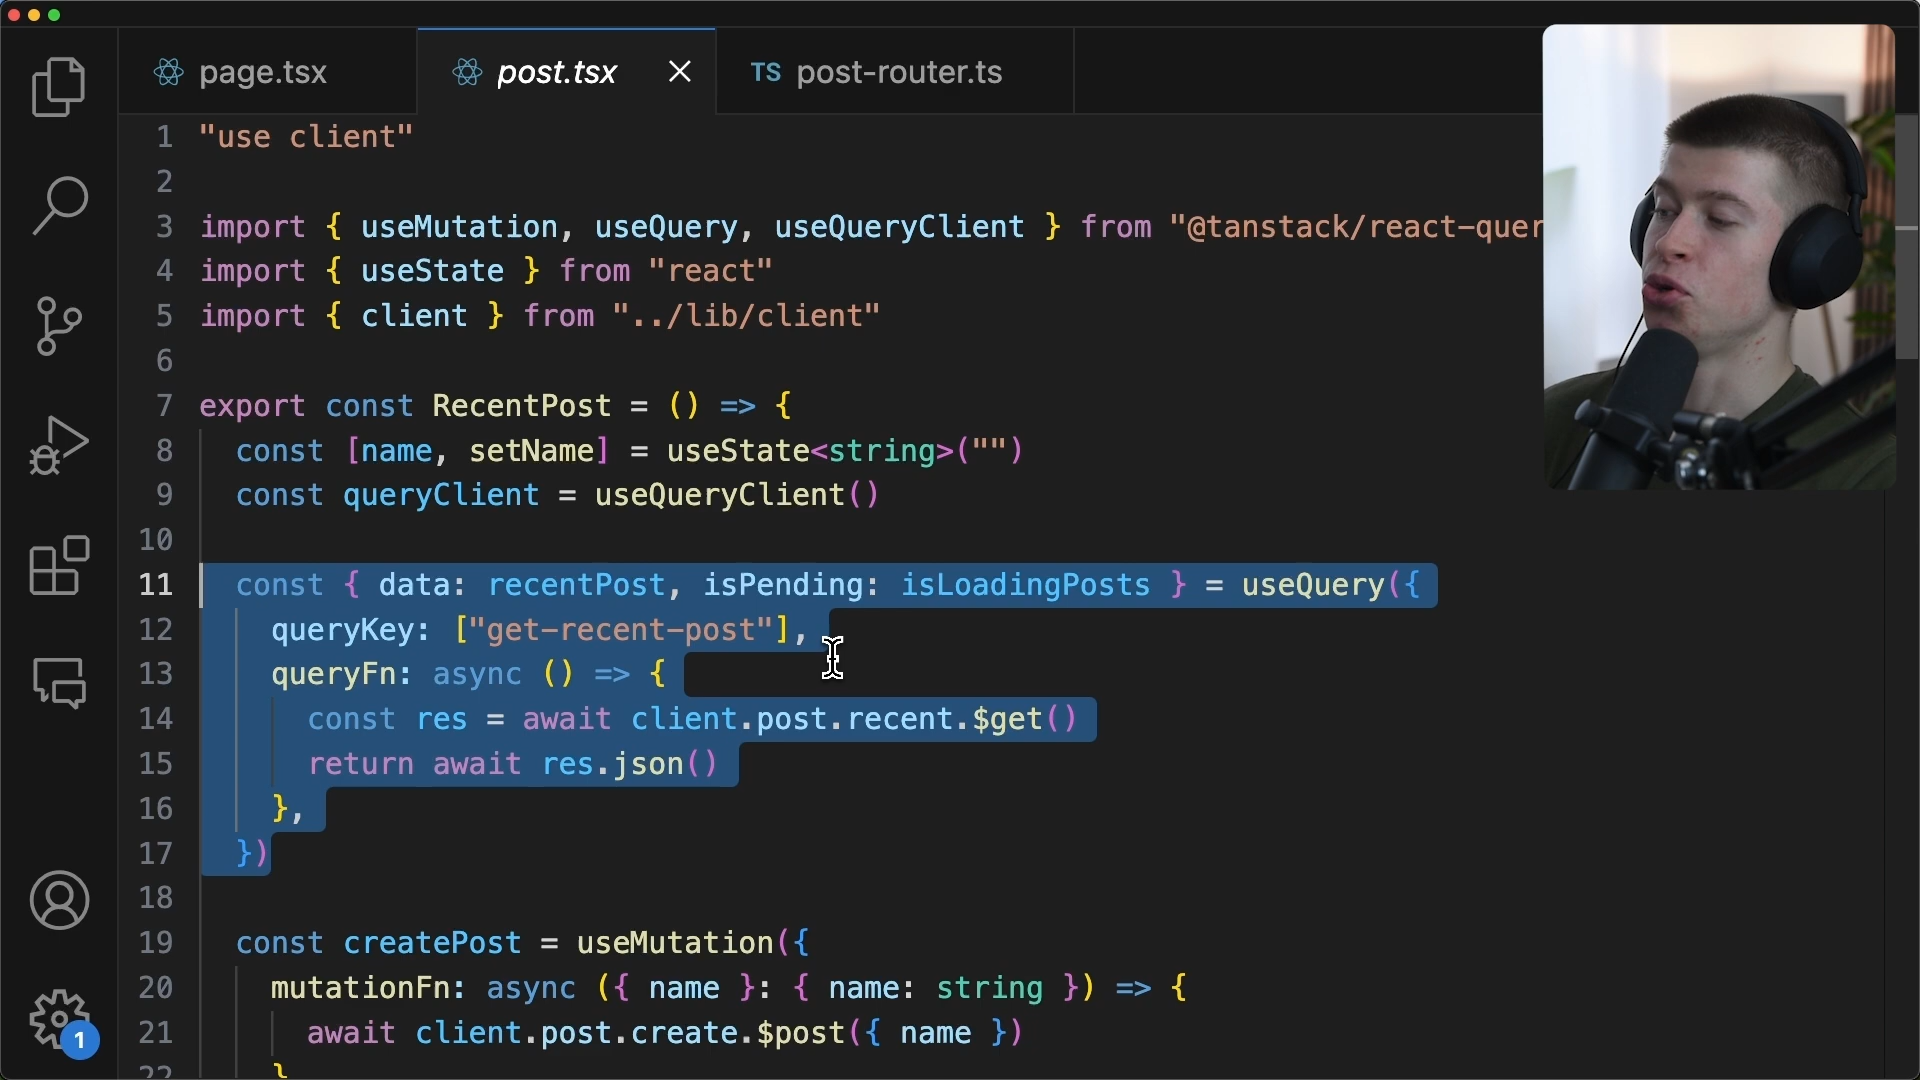 page.tsx
post.tsx
TS post-router.ts
1 "use client"
2
3 import { useMutation, useQuery, useQueryClient } from "@tanstack/react-quer
4 import { useState } from "react"
5 import { client } from "../lib/client"
6
7 export const RecentPost = () => {
8 const [name, setName] = useState<string>("")
9 const queryClient = useQueryClient()
10
11 const { data: recentPost, isPending: isLoadingPosts } = useQuery({
12 queryKey: ["get-recent-post"],
13 queryFn: async () => {
14 const res = await client.post.recent.$get()
15 return await res.json()
16 },
17 })
18
19 const createPost = useMutation({
20 mutationFn: async ({ name }: { name: string }) => {
21 await client.post.create.$post({ name })
22 }
1